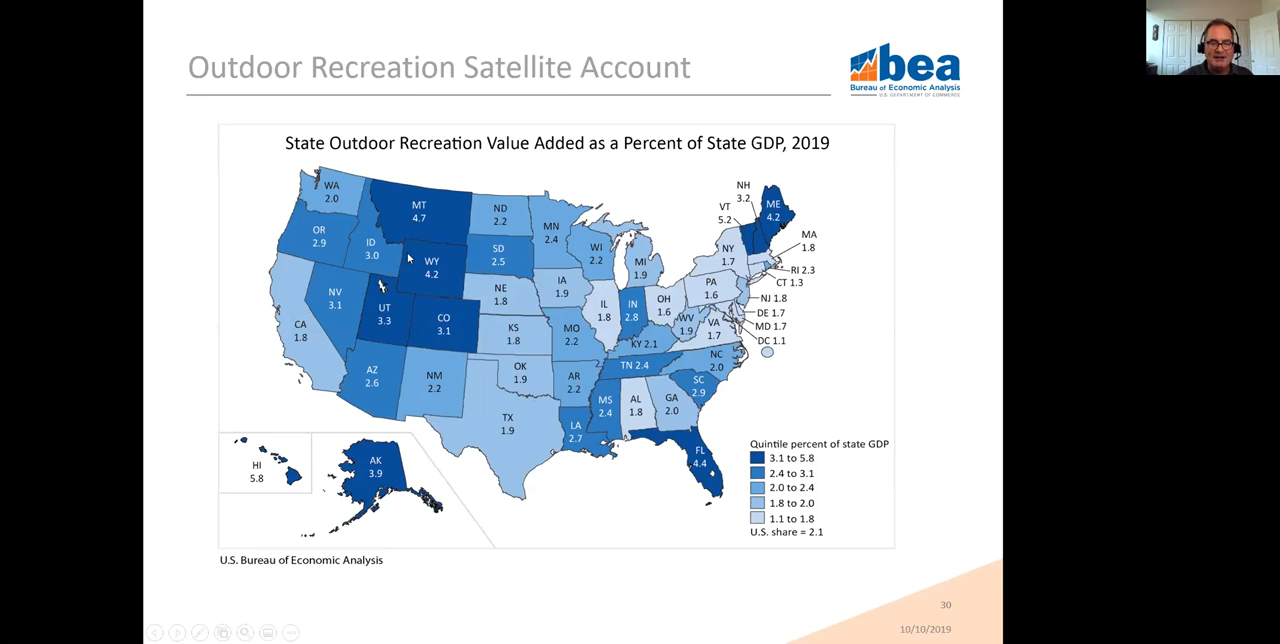 Outdoor Recreation Satellite Account
bea
Bureau of Economic Analysis
U.S. DEPARTMENT OF COMMERCE
State Outdoor Recreation Value Added as a Percent of State GDP, 2019
WA
2.0
OR
2.9
CA
1.8
ID
3.0
NV
3.1
MT
4.7
WY
4.2
UT
3.3
CO
3.1
AZ
2.6
NM
2.2
ND
2.2
SD
2.5
NE
1.8
KS
1.8
OK
1.9
TX
1.9
MN
2.4
IA
1.9
MO
2.2
AR
2.2
LA
2.7
WI
2.2
IL
1.8
MI
1.9
IN
2.8
OH
1.6
KY 2.1
TN 2.4
MS
2.4
AL
1.8
GA
2.0
FL
4.4
SC
2.9
NC
2.0
VA
1.7
WV
1.9
PA
1.6
NY
1.7
VT
5.2
NH
3.2
ME
4.2
MA
1.8
RI 2.3
CT 1.3
NJ 1.8
DE 1.7
MD 1.7
DC 1.1
HI
5.8
AK
3.9
Quintile percent of state GDP
3.1 to 5.8
2.4 to 3.1
2.0 to 2.4
1.8 to 2.0
1.1 to 1.8
U.S. share = 2.1
U.S. Bureau of Economic Analysis
30
10/10/2019